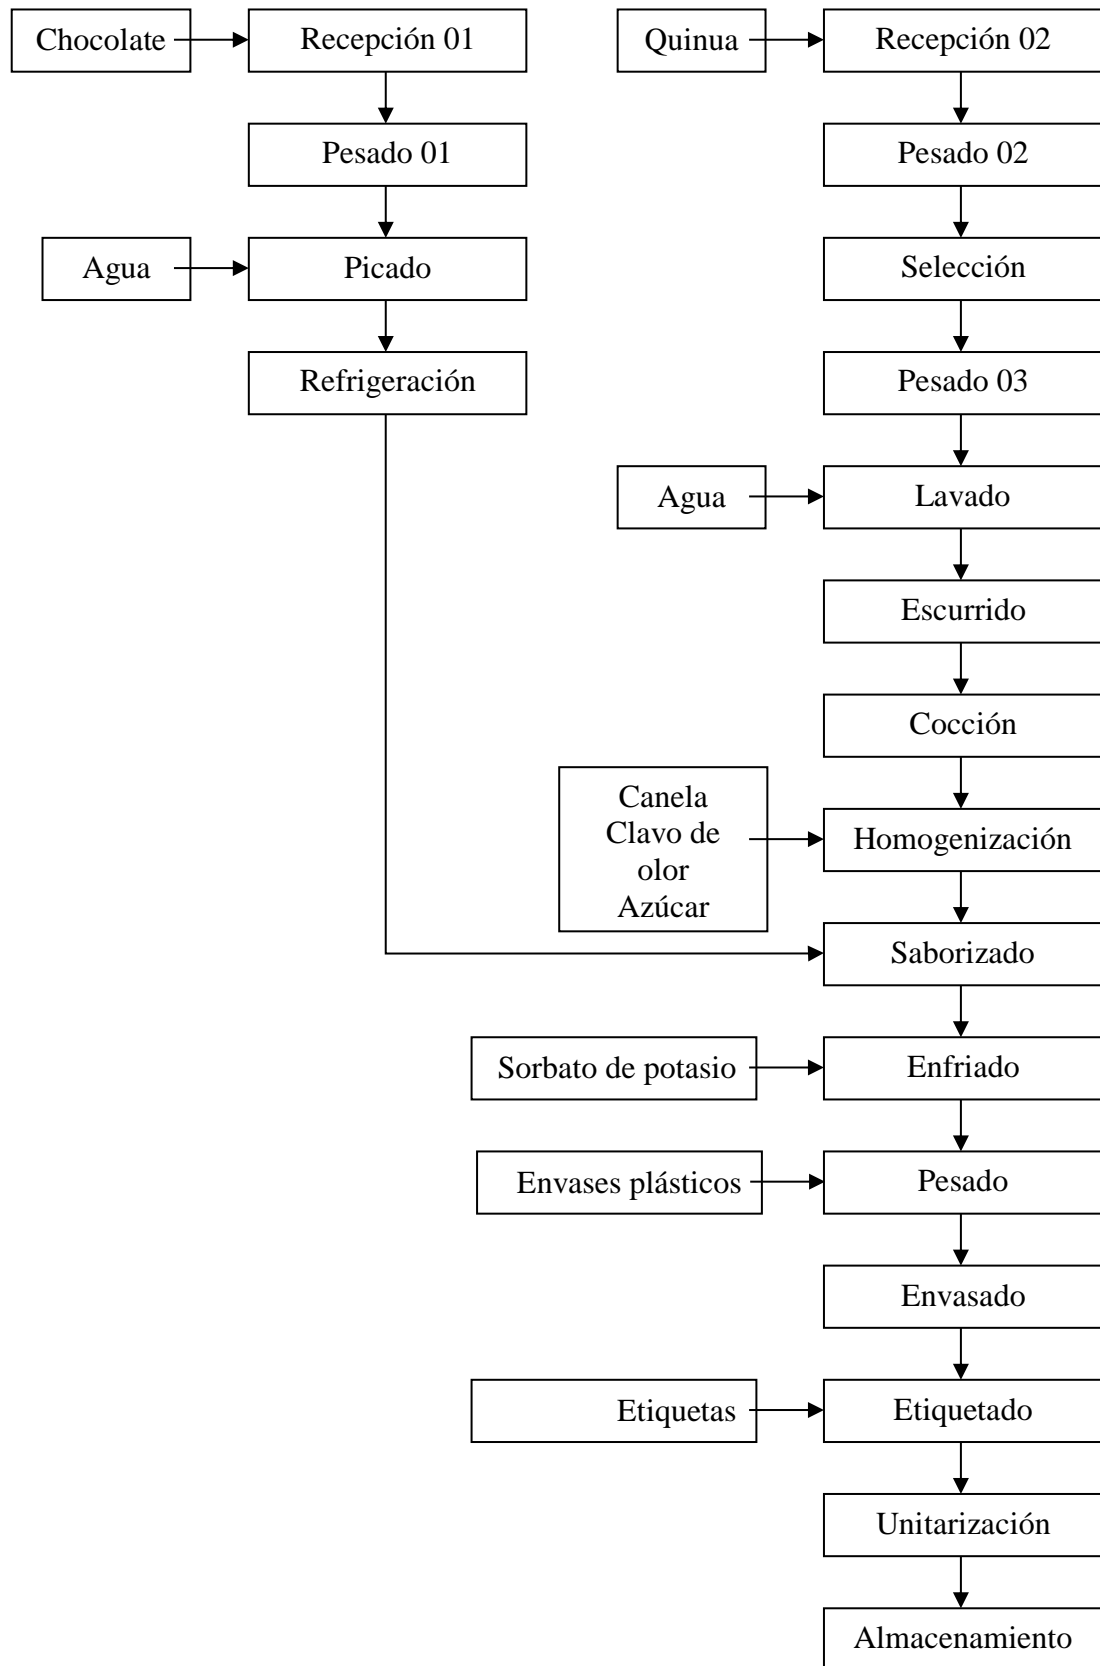 Chocolate
Recepción 01
Quinua
Recepción 02
Pesado 01
Pesado 02
Agua
Picado
Selección
Refrigeración
Pesado 03
Agua
Lavado
Escurrido
Cocción
Canela
Clavo de
olor
Azúcar
Homogenización
Saborizado
Sorbato de potasio
Enfriado
Envases plásticos
Pesado
Envasado
Etiquetas
Etiquetado
Unitarización
Almacenamiento